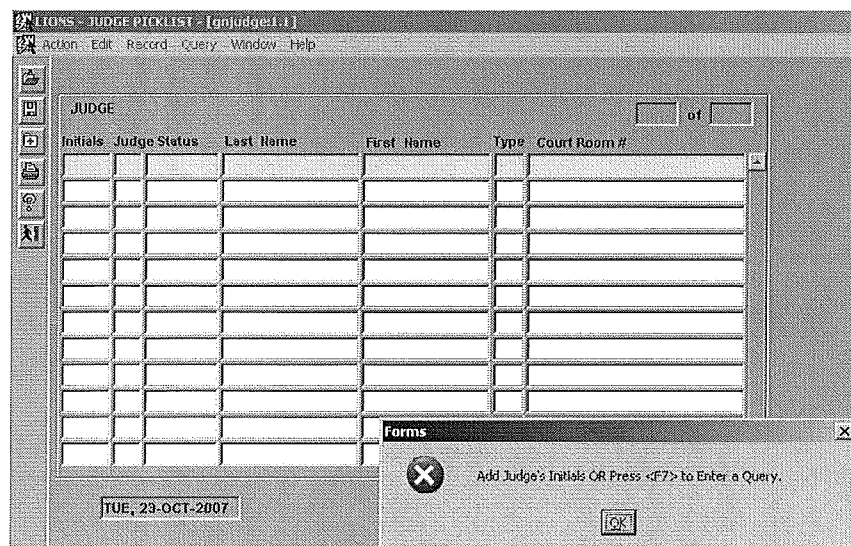 LIONS - JUDGE PICKLIST - [gnjudge:1.1]
Action Edit Record Query Window Help
JUDGE
of
Initials Judge Status Last Name First Name Type Court Room #
Forms
Add Judge's Initials OR Press <F7> to Enter a Query.
OK
TUE, 23-OCT-2007